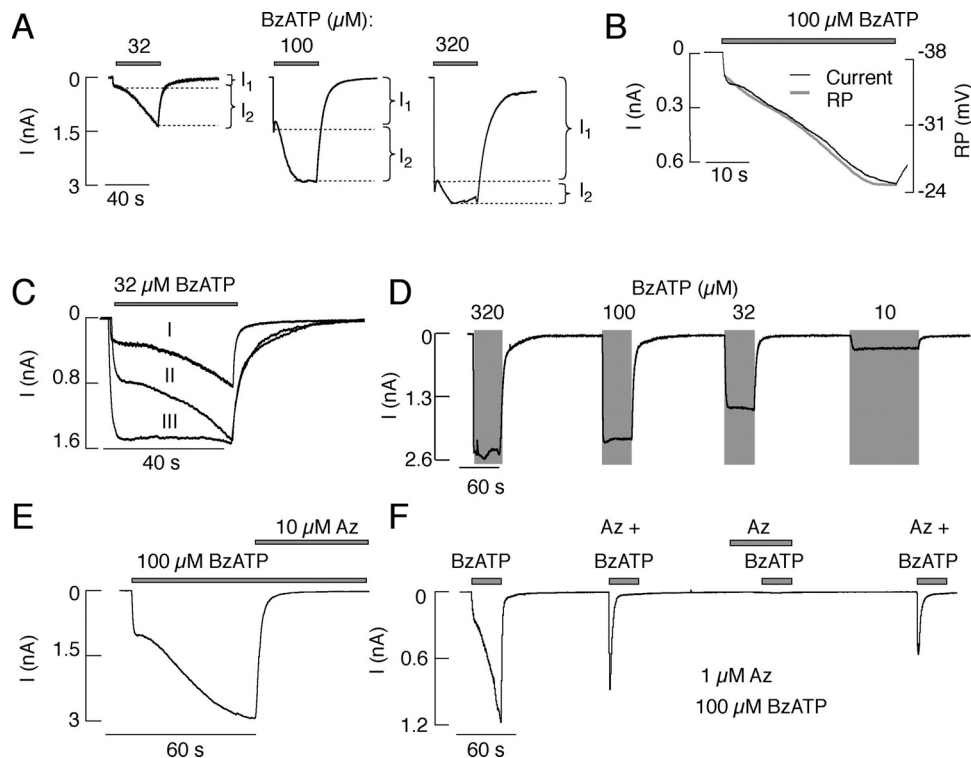 A
BzATP (µM):
32 100 320
0
1.5
3
I (nA)
I₁
I₂
I₁
I₂
I₁
I₂
40 s
B
100 µM BzATP
0
0.3
0.6
I (nA)
Current
RP
-38
-31
-24
RP (mV)
10 s
C
32 µM BzATP
0
0.8
1.6
I (nA)
I
II
III
40 s
D
BzATP (µM)
320 100 32 10
0
1.3
2.6
I (nA)
60 s
E
10 µM Az
100 µM BzATP
0
1.5
3
I (nA)
60 s
F
Az + Az Az +
BzATP BzATP BzATP BzATP
0
0.6
1.2
I (nA)
1 µM Az
100 µM BzATP
60 s